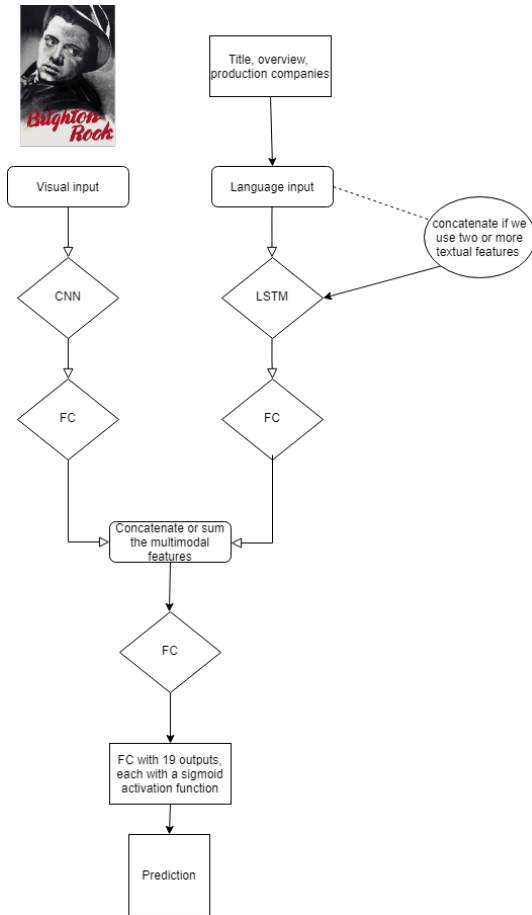 Brighton
Rock
Title, overview,
production companies
Visual input
Language input
concatenate if we
use two or more
textual features
CNN
LSTM
FC
FC
Concatenate or sum
the multimodal
features
FC
FC with 19 outputs,
each with a sigmoid
activation function
Prediction